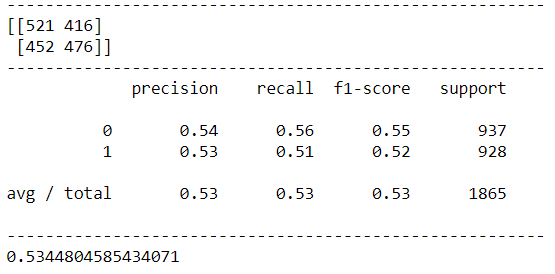 ------------------------------------------------------
[[521 416]
[452 476]]
------------------------------------------------------
precision recall f1-score support
0 0.54 0.56 0.55 937
1 0.53 0.51 0.52 928
avg / total 0.53 0.53 0.53 1865
------------------------------------------------------
0.5344804585434071